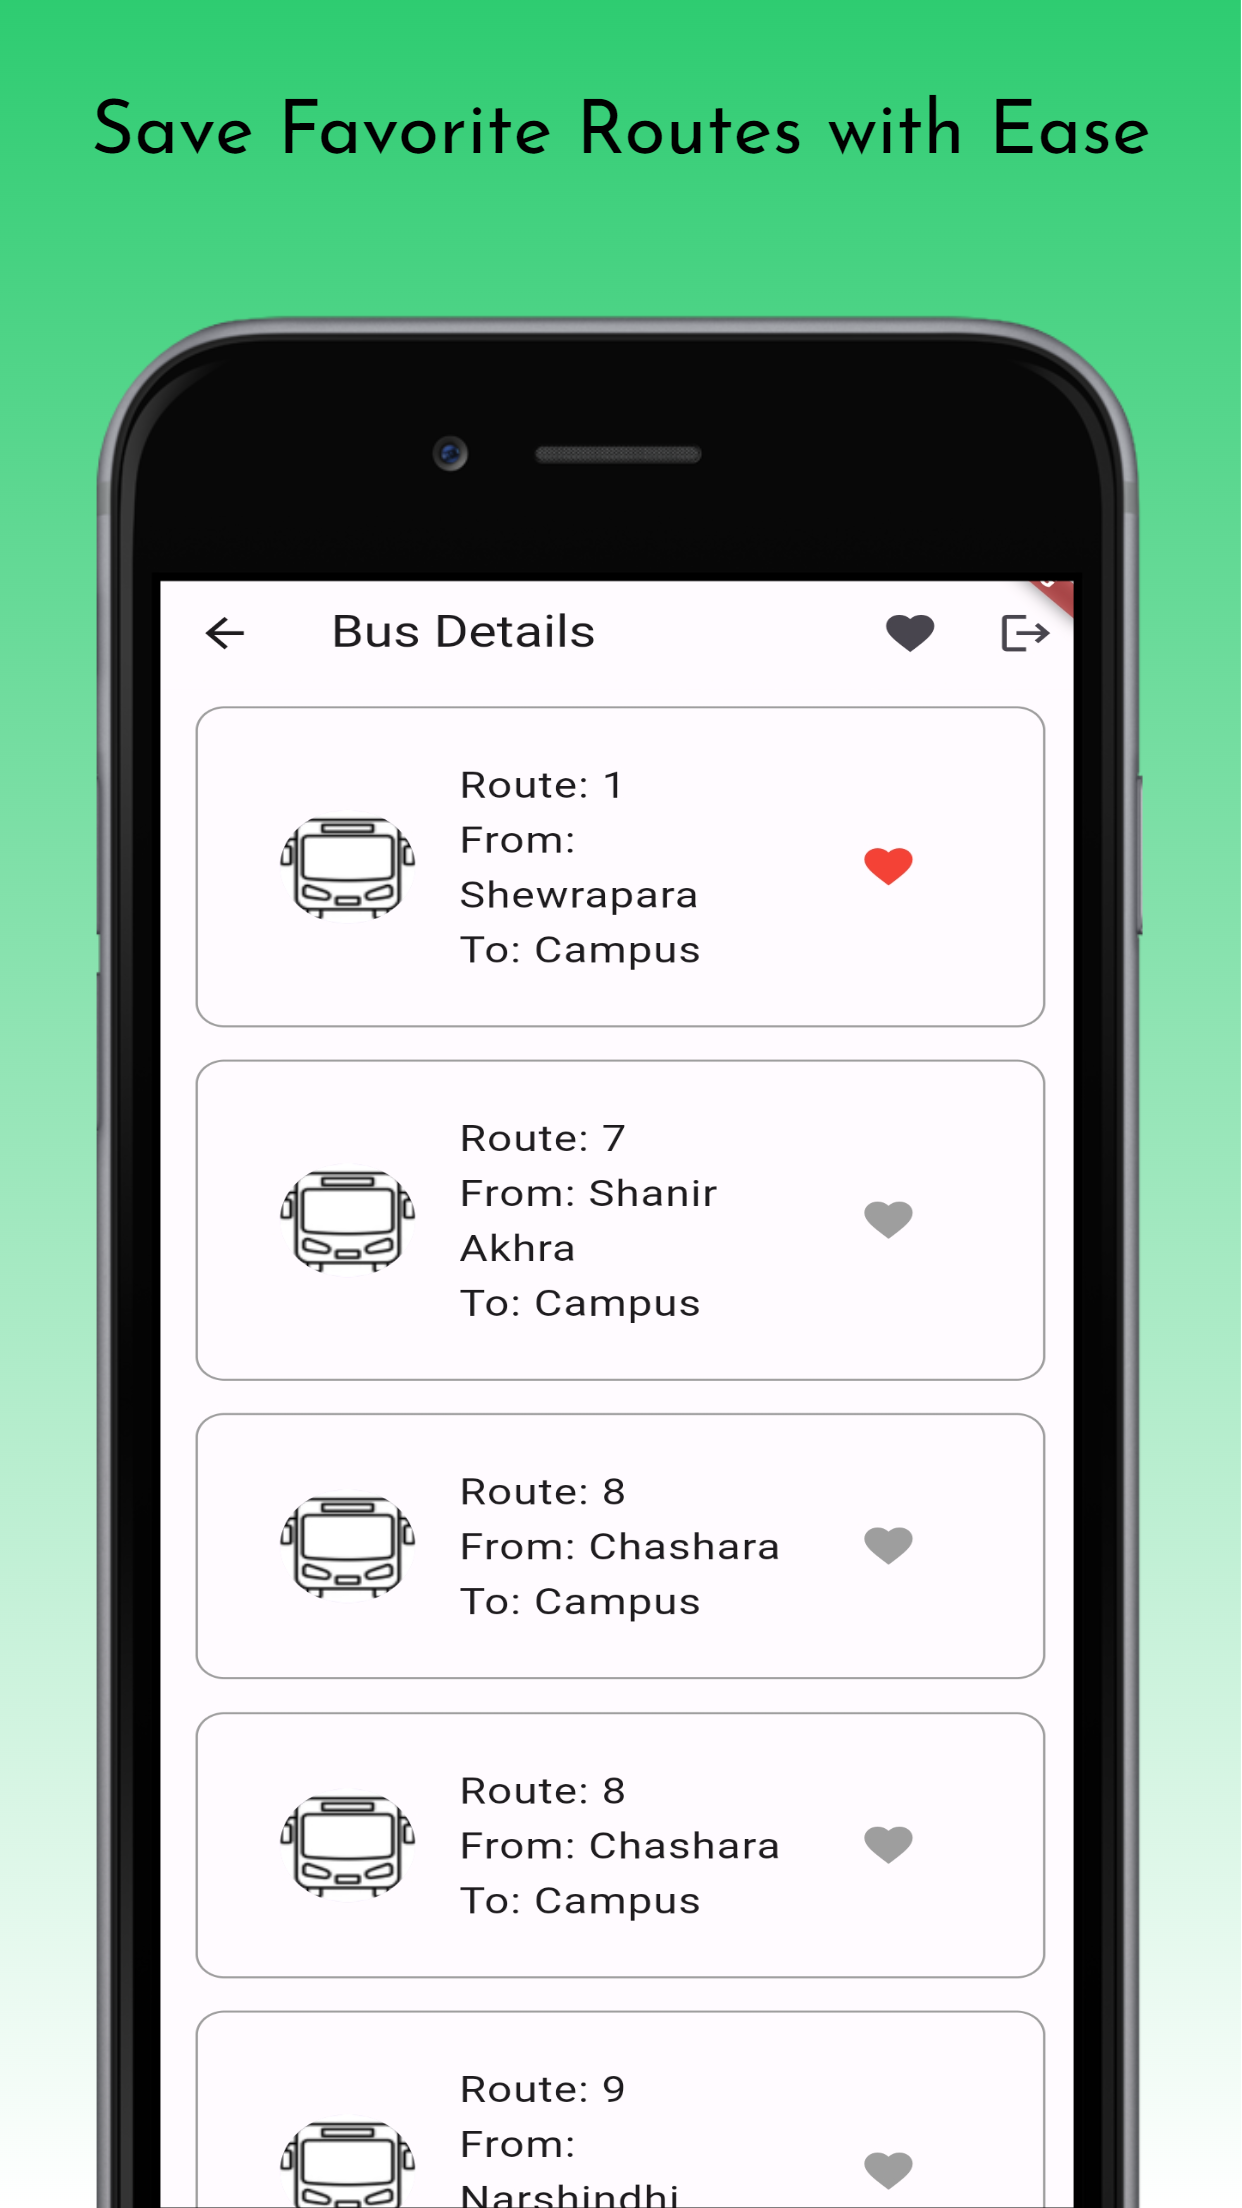 Save Favorite Routes with Ease
Bus Details
Route: 1
From:
Shewrapara
To: Campus
Route: 7
From: Shanir
Akhra
To: Campus
Route: 8
From: Chashara
To: Campus
Route: 8
From: Chashara
To: Campus
Route: 9
From:
Narshindhi